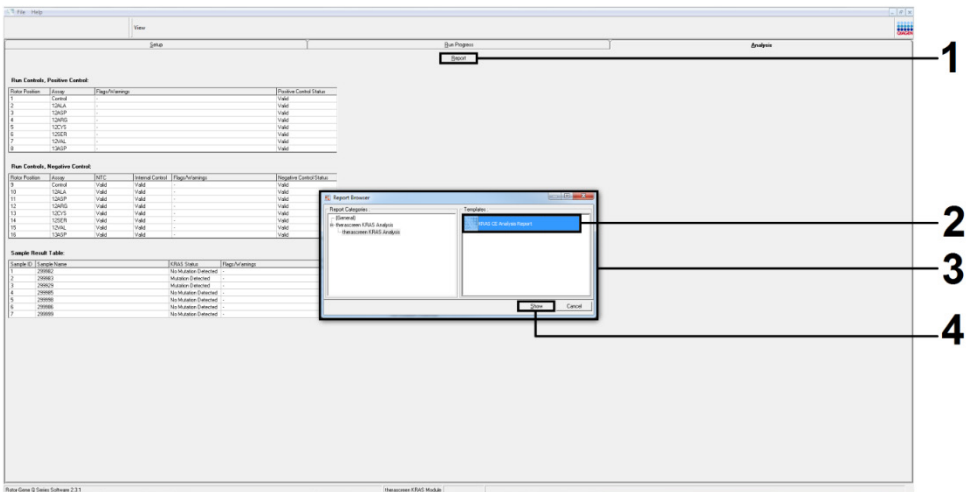 File Help
View
QIAGEN
Setup Run Progress Analysis
Report
1
Run Controls, Positive Control:
Rotor Position Assay Flags/Warnings Positive Control Status
1 Control - Valid
2 12ALA - Valid
3 12ASP - Valid
4 12ARG - Valid
5 12CYS - Valid
6 12SER - Valid
7 12VAL - Valid
8 13ASP - Valid
Run Controls, Negative Control:
Rotor Position Assay NTC Internal Control Flags/Warnings Negative Control Status
9 Control Valid Valid - Valid
10 12ALA Valid Valid - Valid
11 12ASP Valid Valid - Valid
12 12ARG Valid Valid - Valid
13 12CYS Valid Valid - Valid
14 12SER Valid Valid - Valid
15 12VAL Valid Valid - Valid
16 13ASP Valid Valid - Valid
Report Browser
Report Categories... Templates...
(General)
therascreen KRAS Analysis
therascreen KRAS Analysis
KRAS CE Analysis Report
2
3
Show Cancel
4
Sample Result Table:
Sample ID Sample Name KRAS Status Flags/Warnings
1 299982 No Mutation Detected -
2 299983 Mutation Detected -
3 Mutation Detected -
4 299985 No Mutation Detected -
5 No Mutation Detected -
6 299986 No Mutation Detected -
7 299999 No Mutation Detected -
Rotor-Gene Q Series Software 2.3.1 therascreen KRAS Module